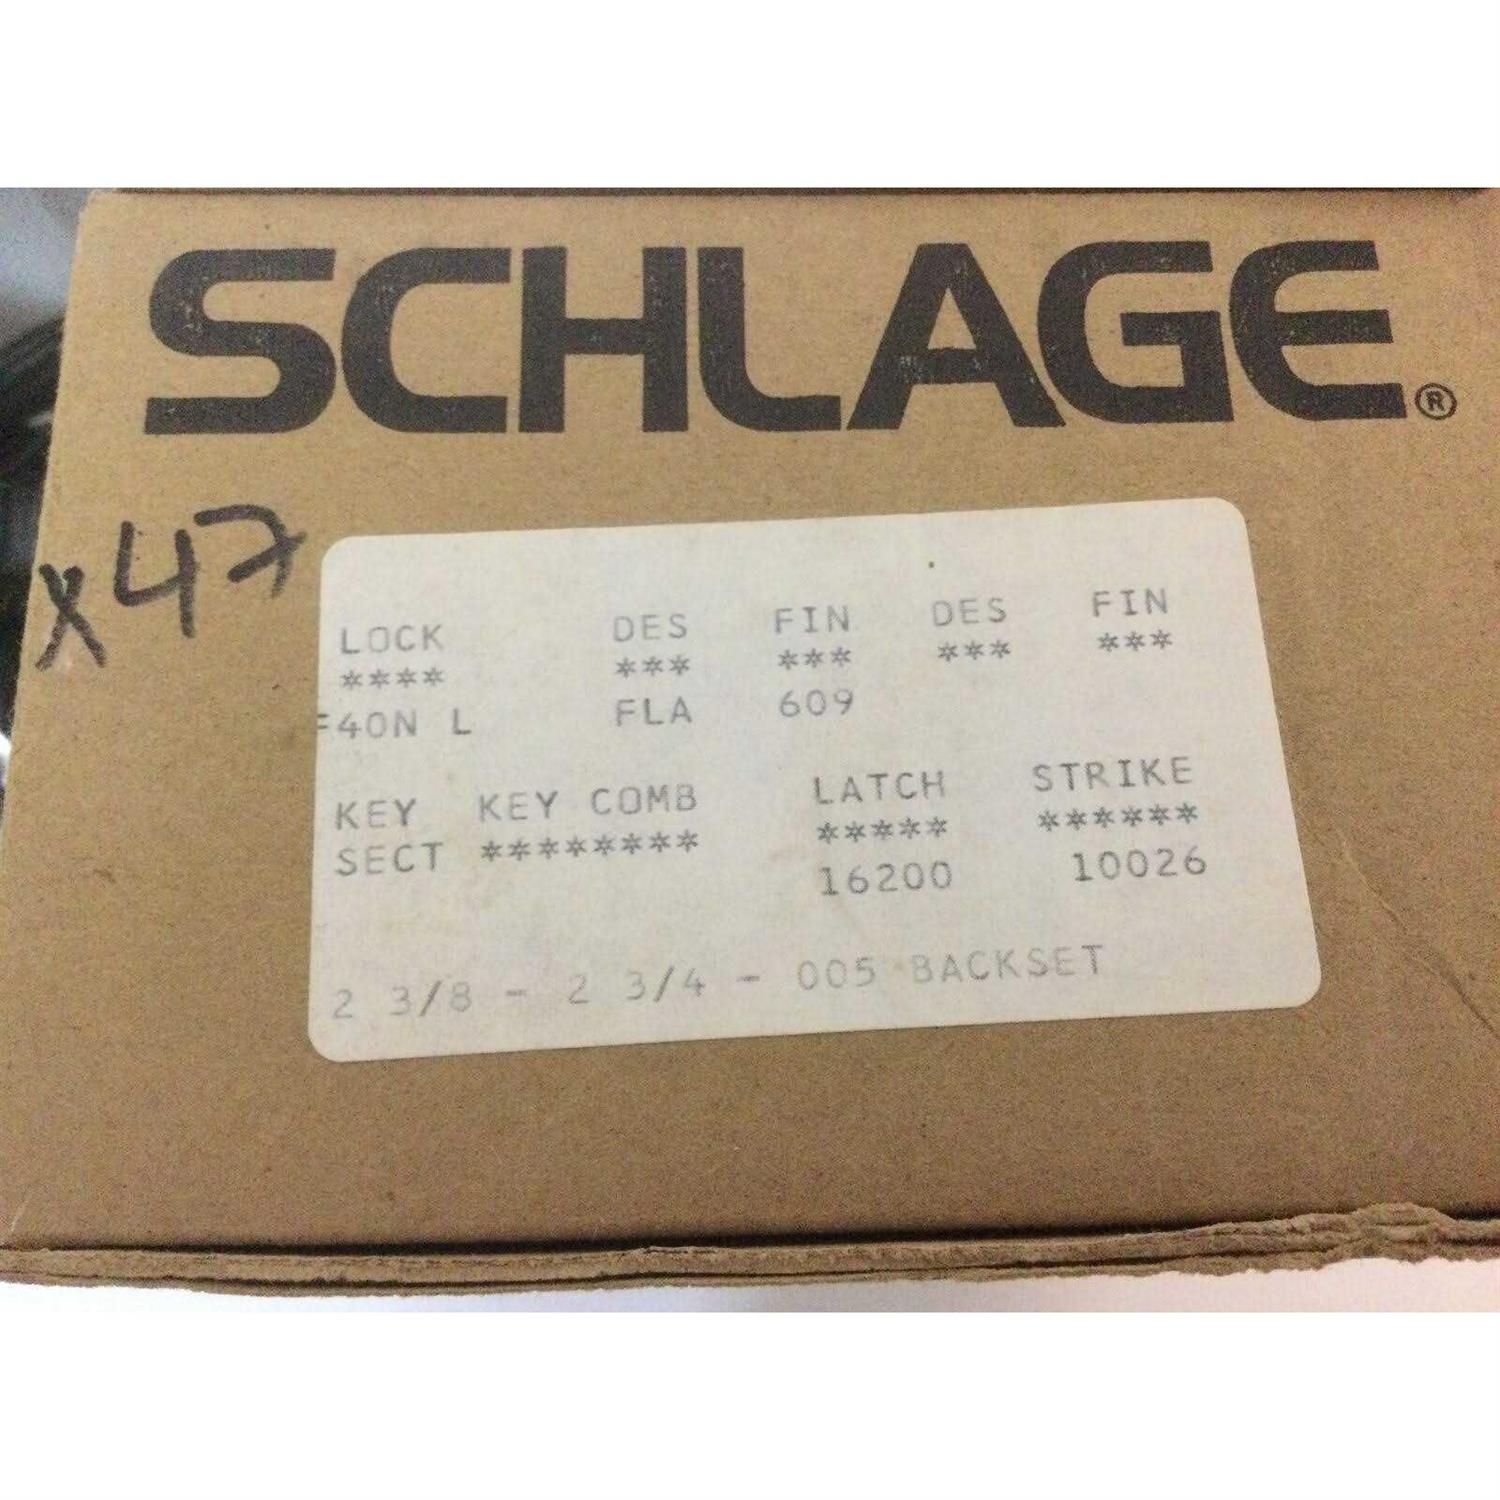 SCHLAGE®
x47
LOCK DES FIN DES FIN
**** *** *** *** ***
F40N L FLA 609
KEY KEY COMB LATCH STRIKE
SECT ******** ***** ******
16200 10026
2 3/8 - 2 3/4 - 005 BACKSET